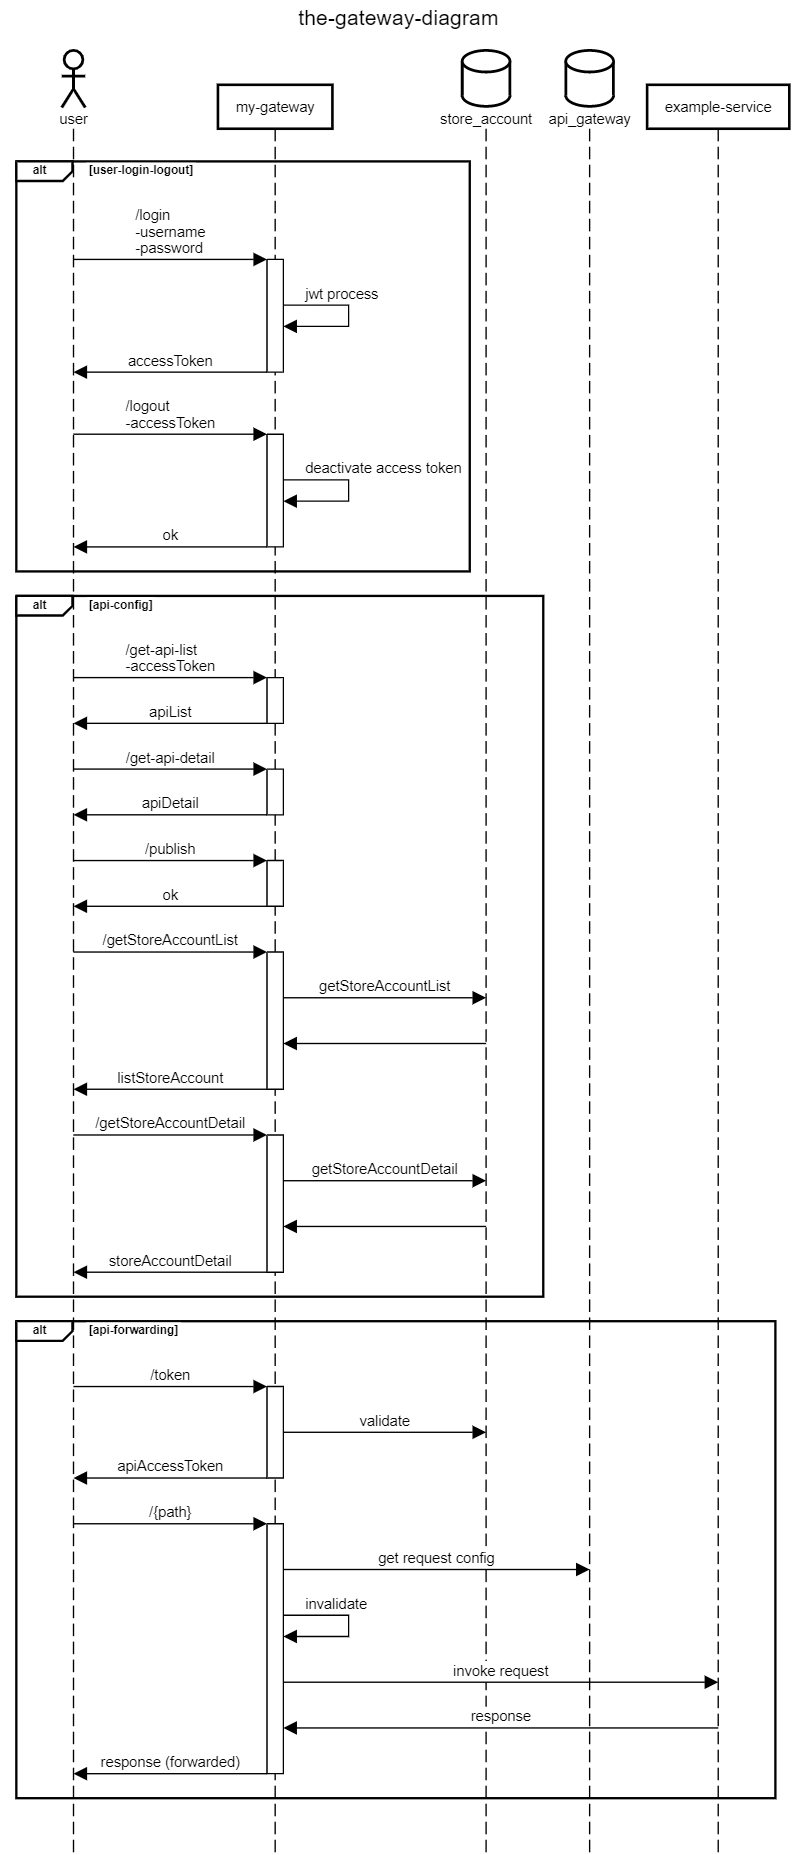 the-gateway-diagram
user
my-gateway
store_account
api_gateway
example-service
alt
[user-login-logout]
/login
-username
-password
jwt process
accessToken
/logout
-accessToken
deactivate access token
ok
alt
[api-config]
/get-api-list
-accessToken
apiList
/get-api-detail
apiDetail
/publish
ok
/getStoreAccountList
getStoreAccountList
listStoreAccount
/getStoreAccountDetail
getStoreAccountDetail
storeAccountDetail
alt
[api-forwarding]
/token
validate
apiAccessToken
/{path}
get request config
invalidate
invoke request
response
response (forwarded)